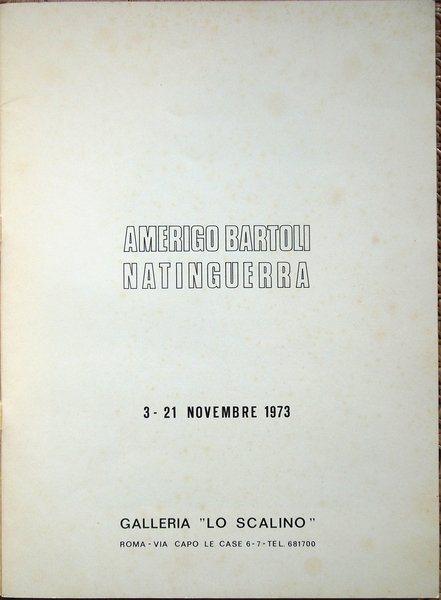 AMERIGO BARTOLI
NATINGUERRA
3 - 21 NOVEMBRE 1973
GALLERIA "LO SCALINO"
ROMA - VIA CAPO LE CASE 6 - 7 - TEL. 681700